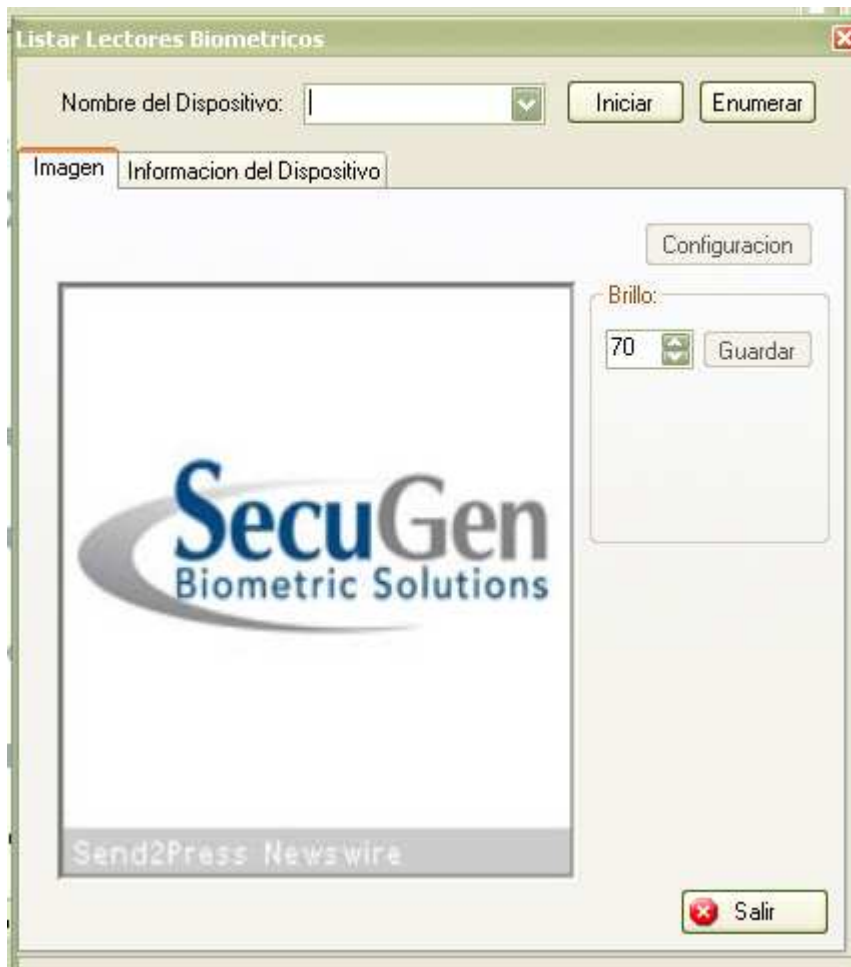 Listar Lectores Biometricos
Nombre del Dispositivo: Iniciar Enumerar
Imagen Informacion del Dispositivo
Configuracion
Brillo:
70 Guardar
SecuGen
Biometric Solutions
Send2Press Newswire
Salir